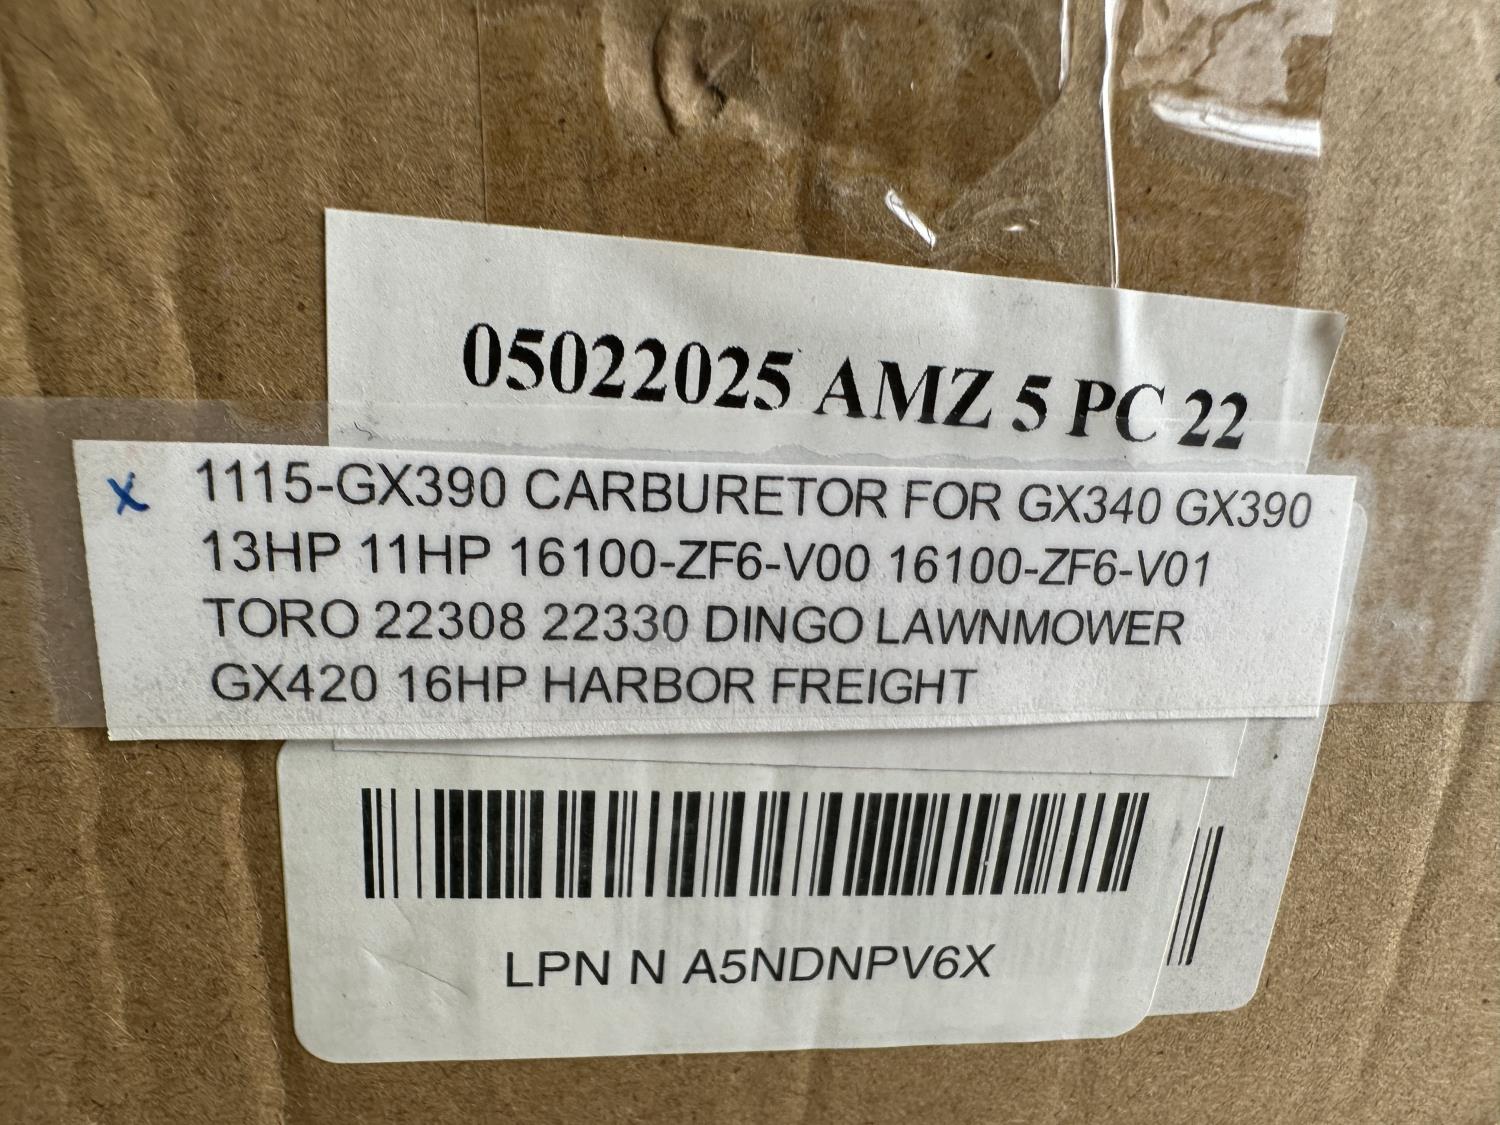 05022025 AMZ 5 PC 22
x 1115-GX390 CARBURETOR FOR GX340 GX390
13HP 11HP 16100-ZF6-V00 16100-ZF6-V01
TORO 22308 22330 DINGO LAWNMOWER
GX420 16HP HARBOR FREIGHT
LPN N A5NDNPV6X